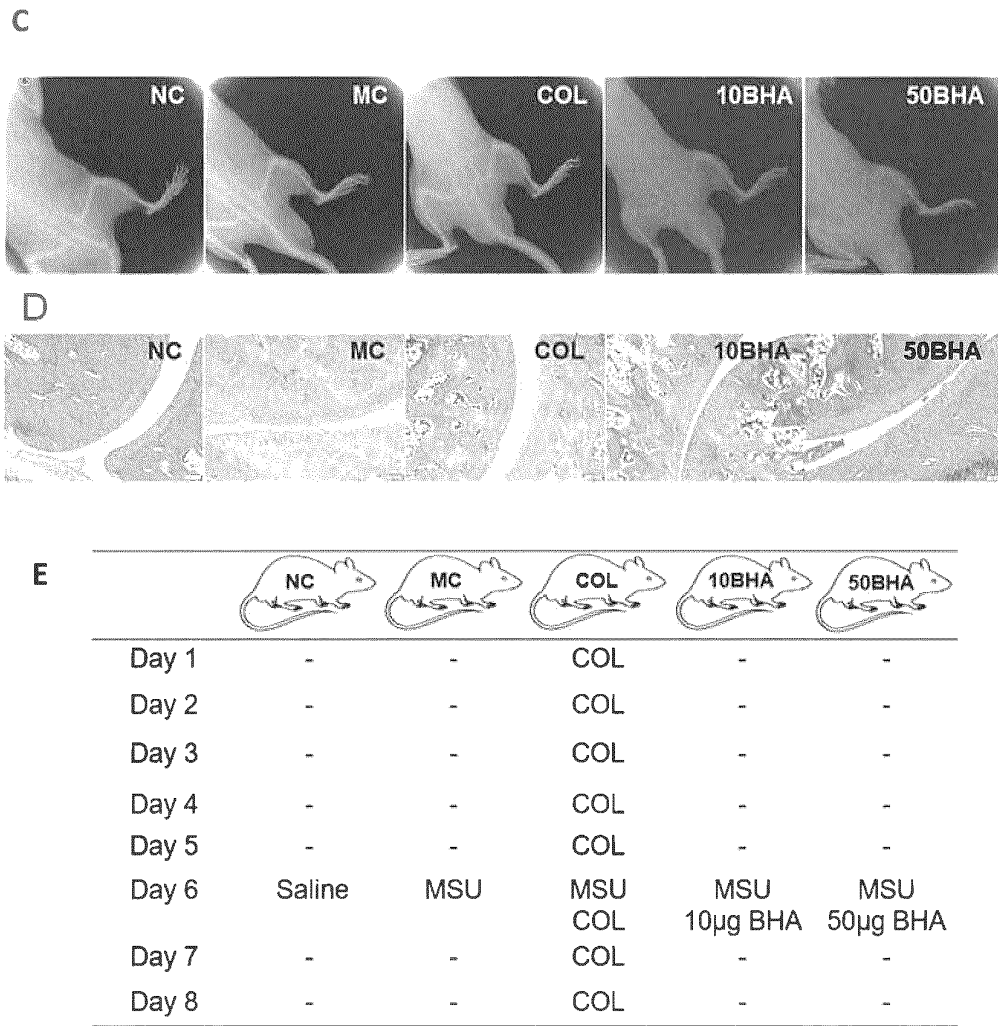 C
NC MC COL 10BHA 50BHA
D
NC MC COL 10BHA 50BHA
E
NC MC COL 10BHA 50BHA
Day 1 - - COL - -
Day 2 - - COL - -
Day 3 - - COL - -
Day 4 - - COL - -
Day 5 - - COL - -
Day 6 Saline MSU MSU MSU MSU
COL 10µg BHA 50µg BHA
Day 7 - - COL - -
Day 8 - - COL - -